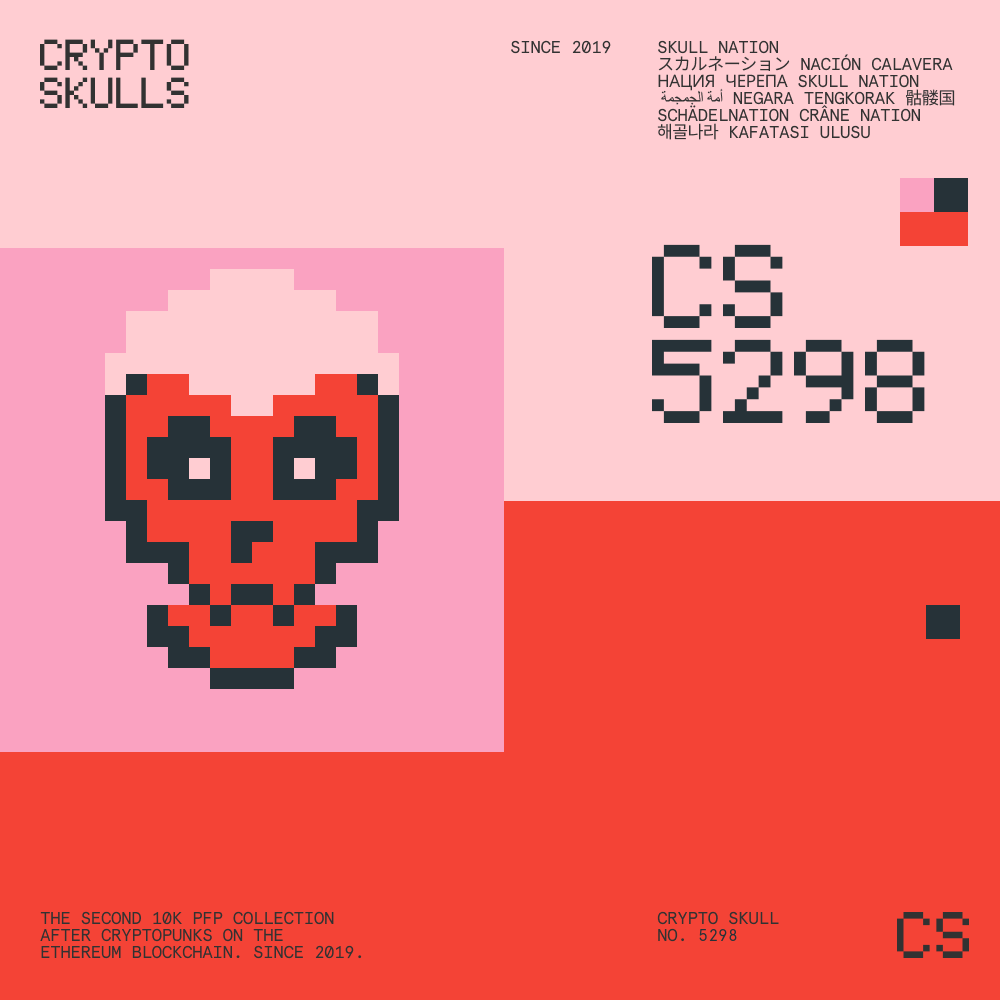 CRYPTO
SKULLS
SINCE 2019
SKULL NATION
スカルネーション NACIÓN CALAVERA
НАЦИЯ ЧЕРЕПА SKULL NATION
أمة الجمجمة NEGARA TENGKORAK 骷髅国
SCHÄDELNATION CRÂNE NATION
해골나라 KAFATASI ULUSU
CS
5298
THE SECOND 10K PFP COLLECTION
AFTER CRYPTOPUNKS ON THE
ETHEREUM BLOCKCHAIN. SINCE 2019.
CRYPTO SKULL
NO. 5298
CS